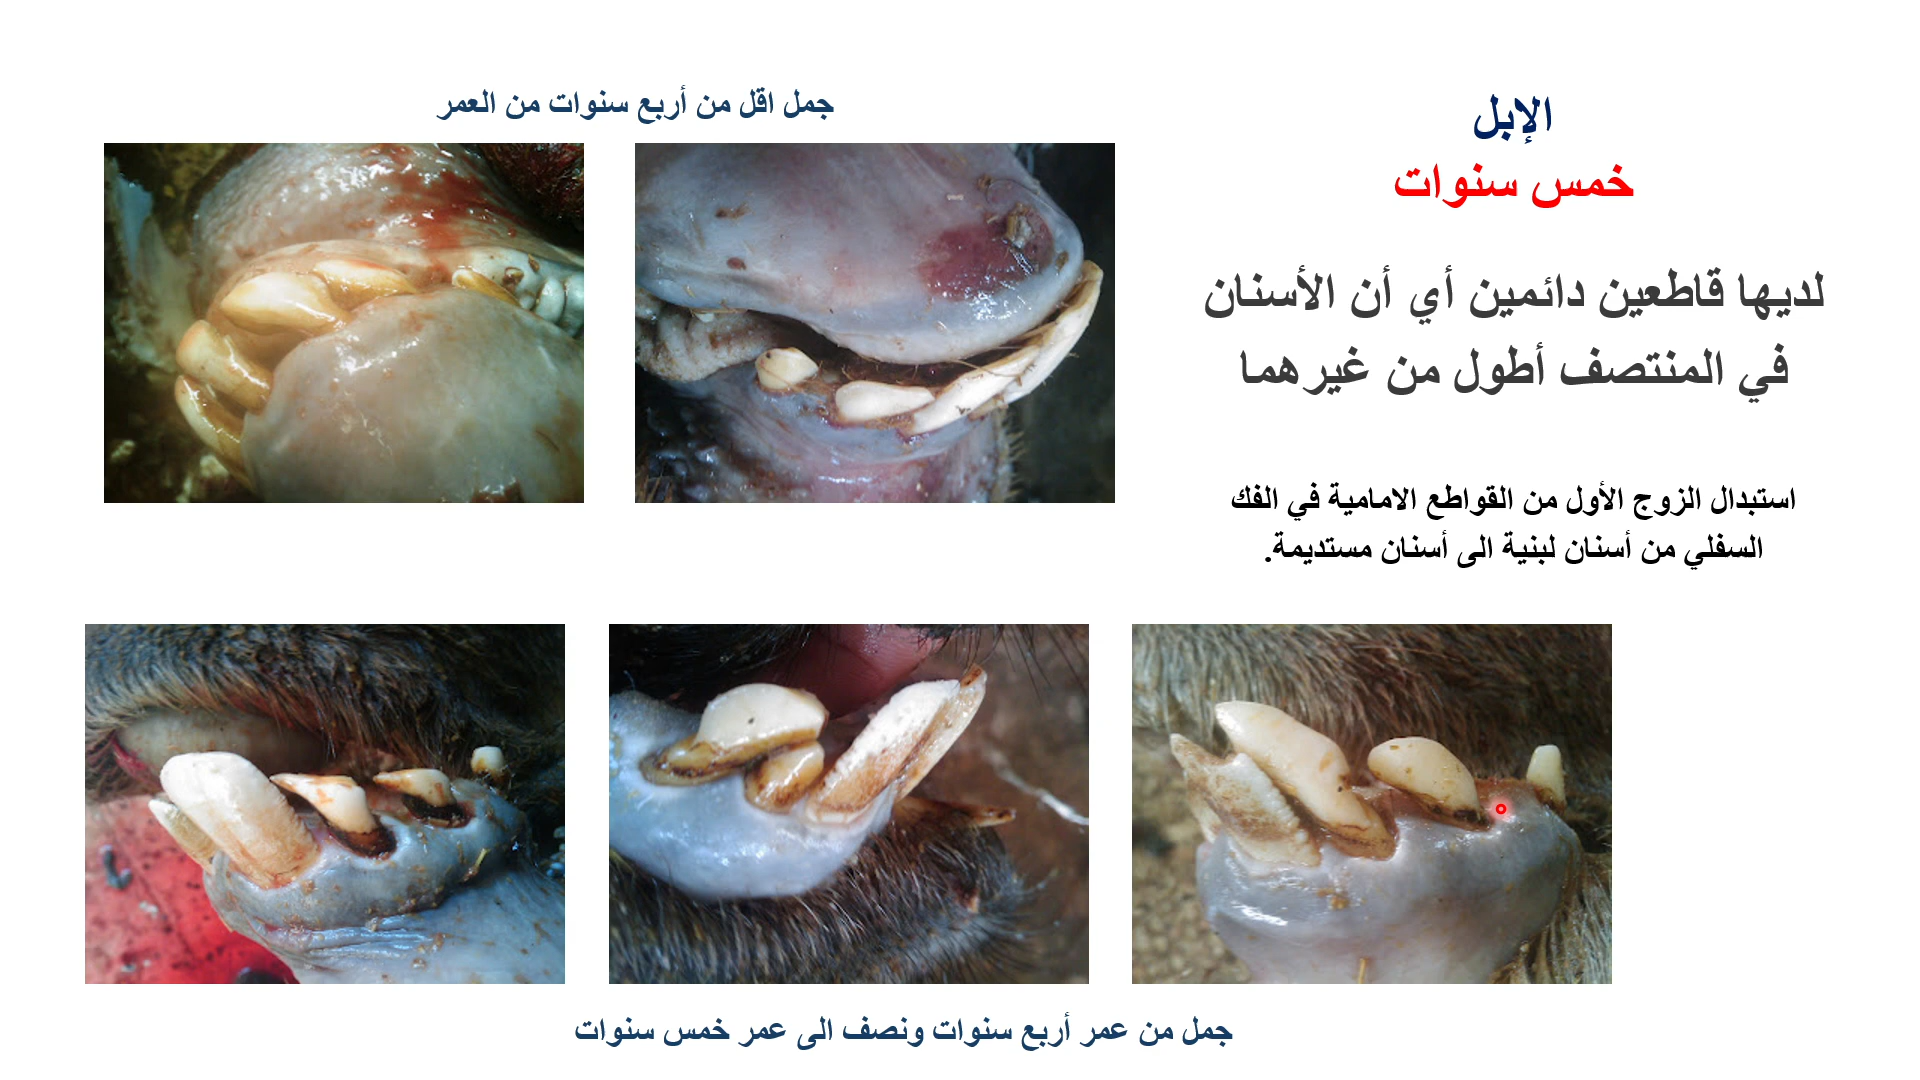 الإبل
خمس سنوات
لديها قاطعين دائمين أي أن الأسنان
في المنتصف أطول من غيرهما
استبدال الزوج الأول من القواطع الامامية في الفك
السفلي من أسنان لبنية الى أسنان مستديمة.
جمل اقل من أربع سنوات من العمر
جمل من عمر أربع سنوات ونصف الى عمر خمس سنوات